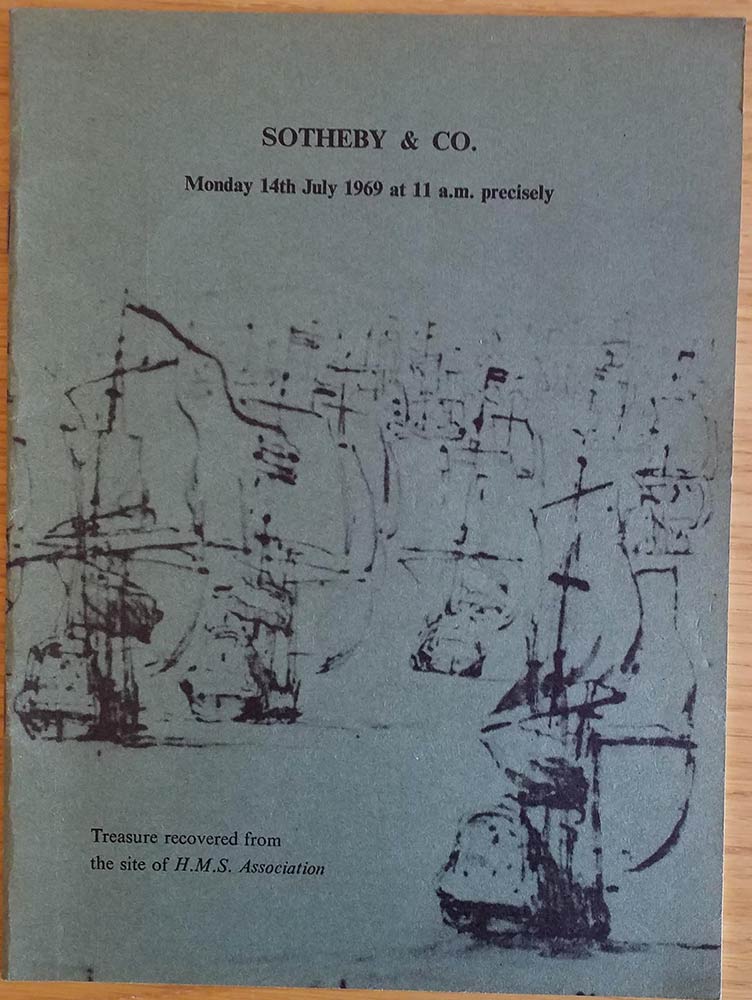 SOTHEBY & CO.
Monday 14th July 1969 at 11 a.m. precisely
Treasure recovered from
the site of H.M.S. Association